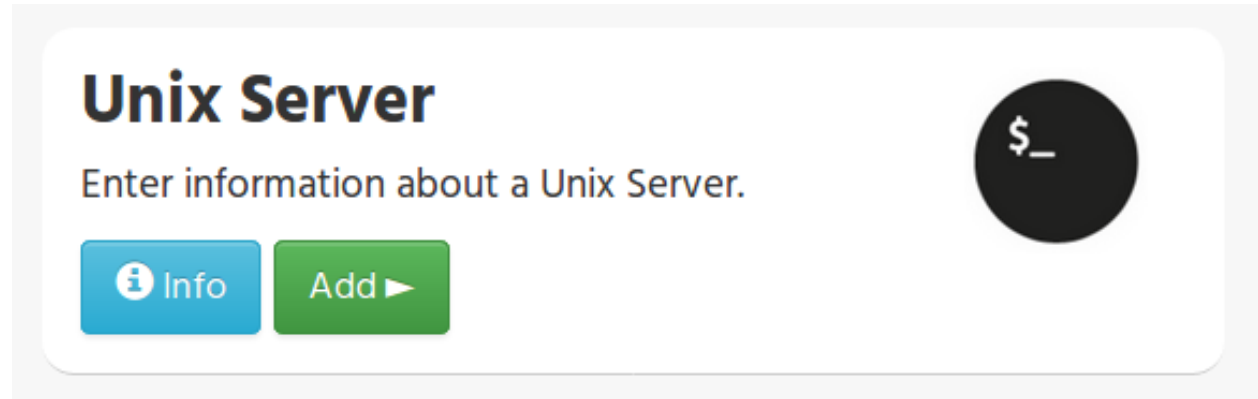 Unix Server
$_
Enter information about a Unix Server.
Info
Add ►